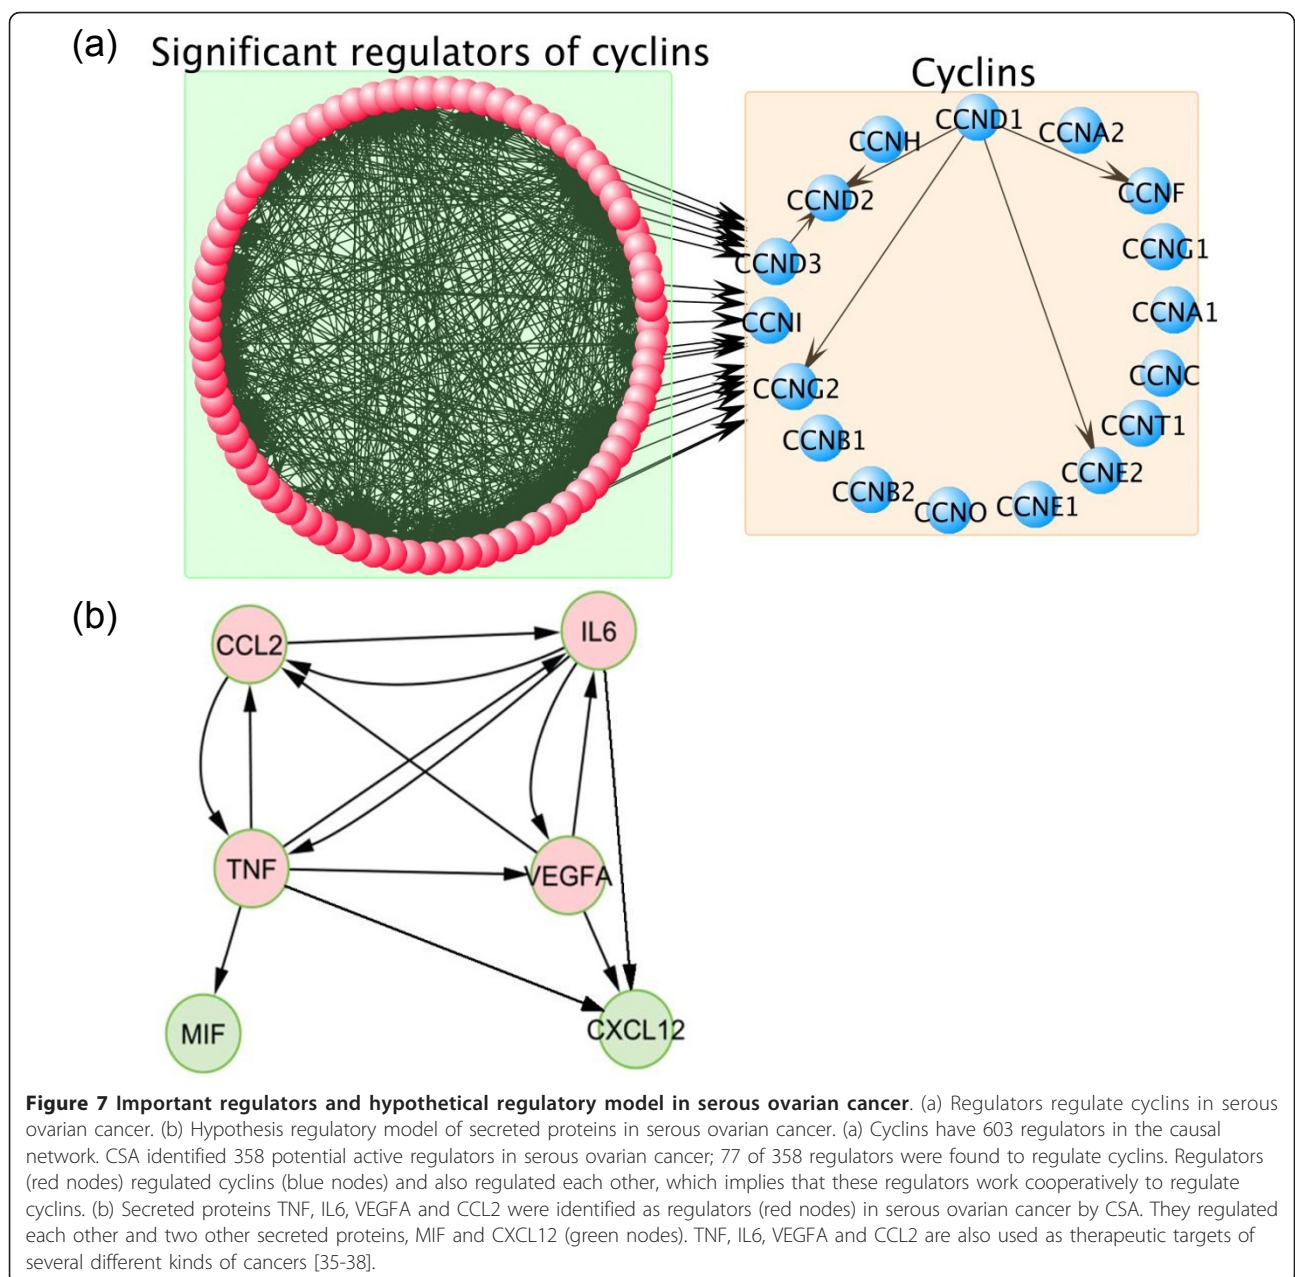 (a)
Significant regulators of cyclins
Cyclins
CCND1
CCNA2
CCNH
CCND2
CCNF
CCND3
CCNG1
CCNI
CCNA1
CCNG2
CCNC
CCNB1
CCNT1
CCNE2
CCNB2
CCNO
CCNE1
(b)
CCL2
IL6
TNF
VEGFA
MIF
CXCL12
Figure 7 Important regulators and hypothetical regulatory model in serous ovarian cancer. (a) Regulators regulate cyclins in serous
ovarian cancer. (b) Hypothesis regulatory model of secreted proteins in serous ovarian cancer. (a) Cyclins have 603 regulators in the causal
network. CSA identified 358 potential active regulators in serous ovarian cancer; 77 of 358 regulators were found to regulate cyclins. Regulators
(red nodes) regulated cyclins (blue nodes) and also regulated each other, which implies that these regulators work cooperatively to regulate
cyclins. (b) Secreted proteins TNF, IL6, VEGFA and CCL2 were identified as regulators (red nodes) in serous ovarian cancer by CSA. They regulated
each other and two other secreted proteins, MIF and CXCL12 (green nodes). TNF, IL6, VEGFA and CCL2 are also used as therapeutic targets of
several different kinds of cancers [35-38].